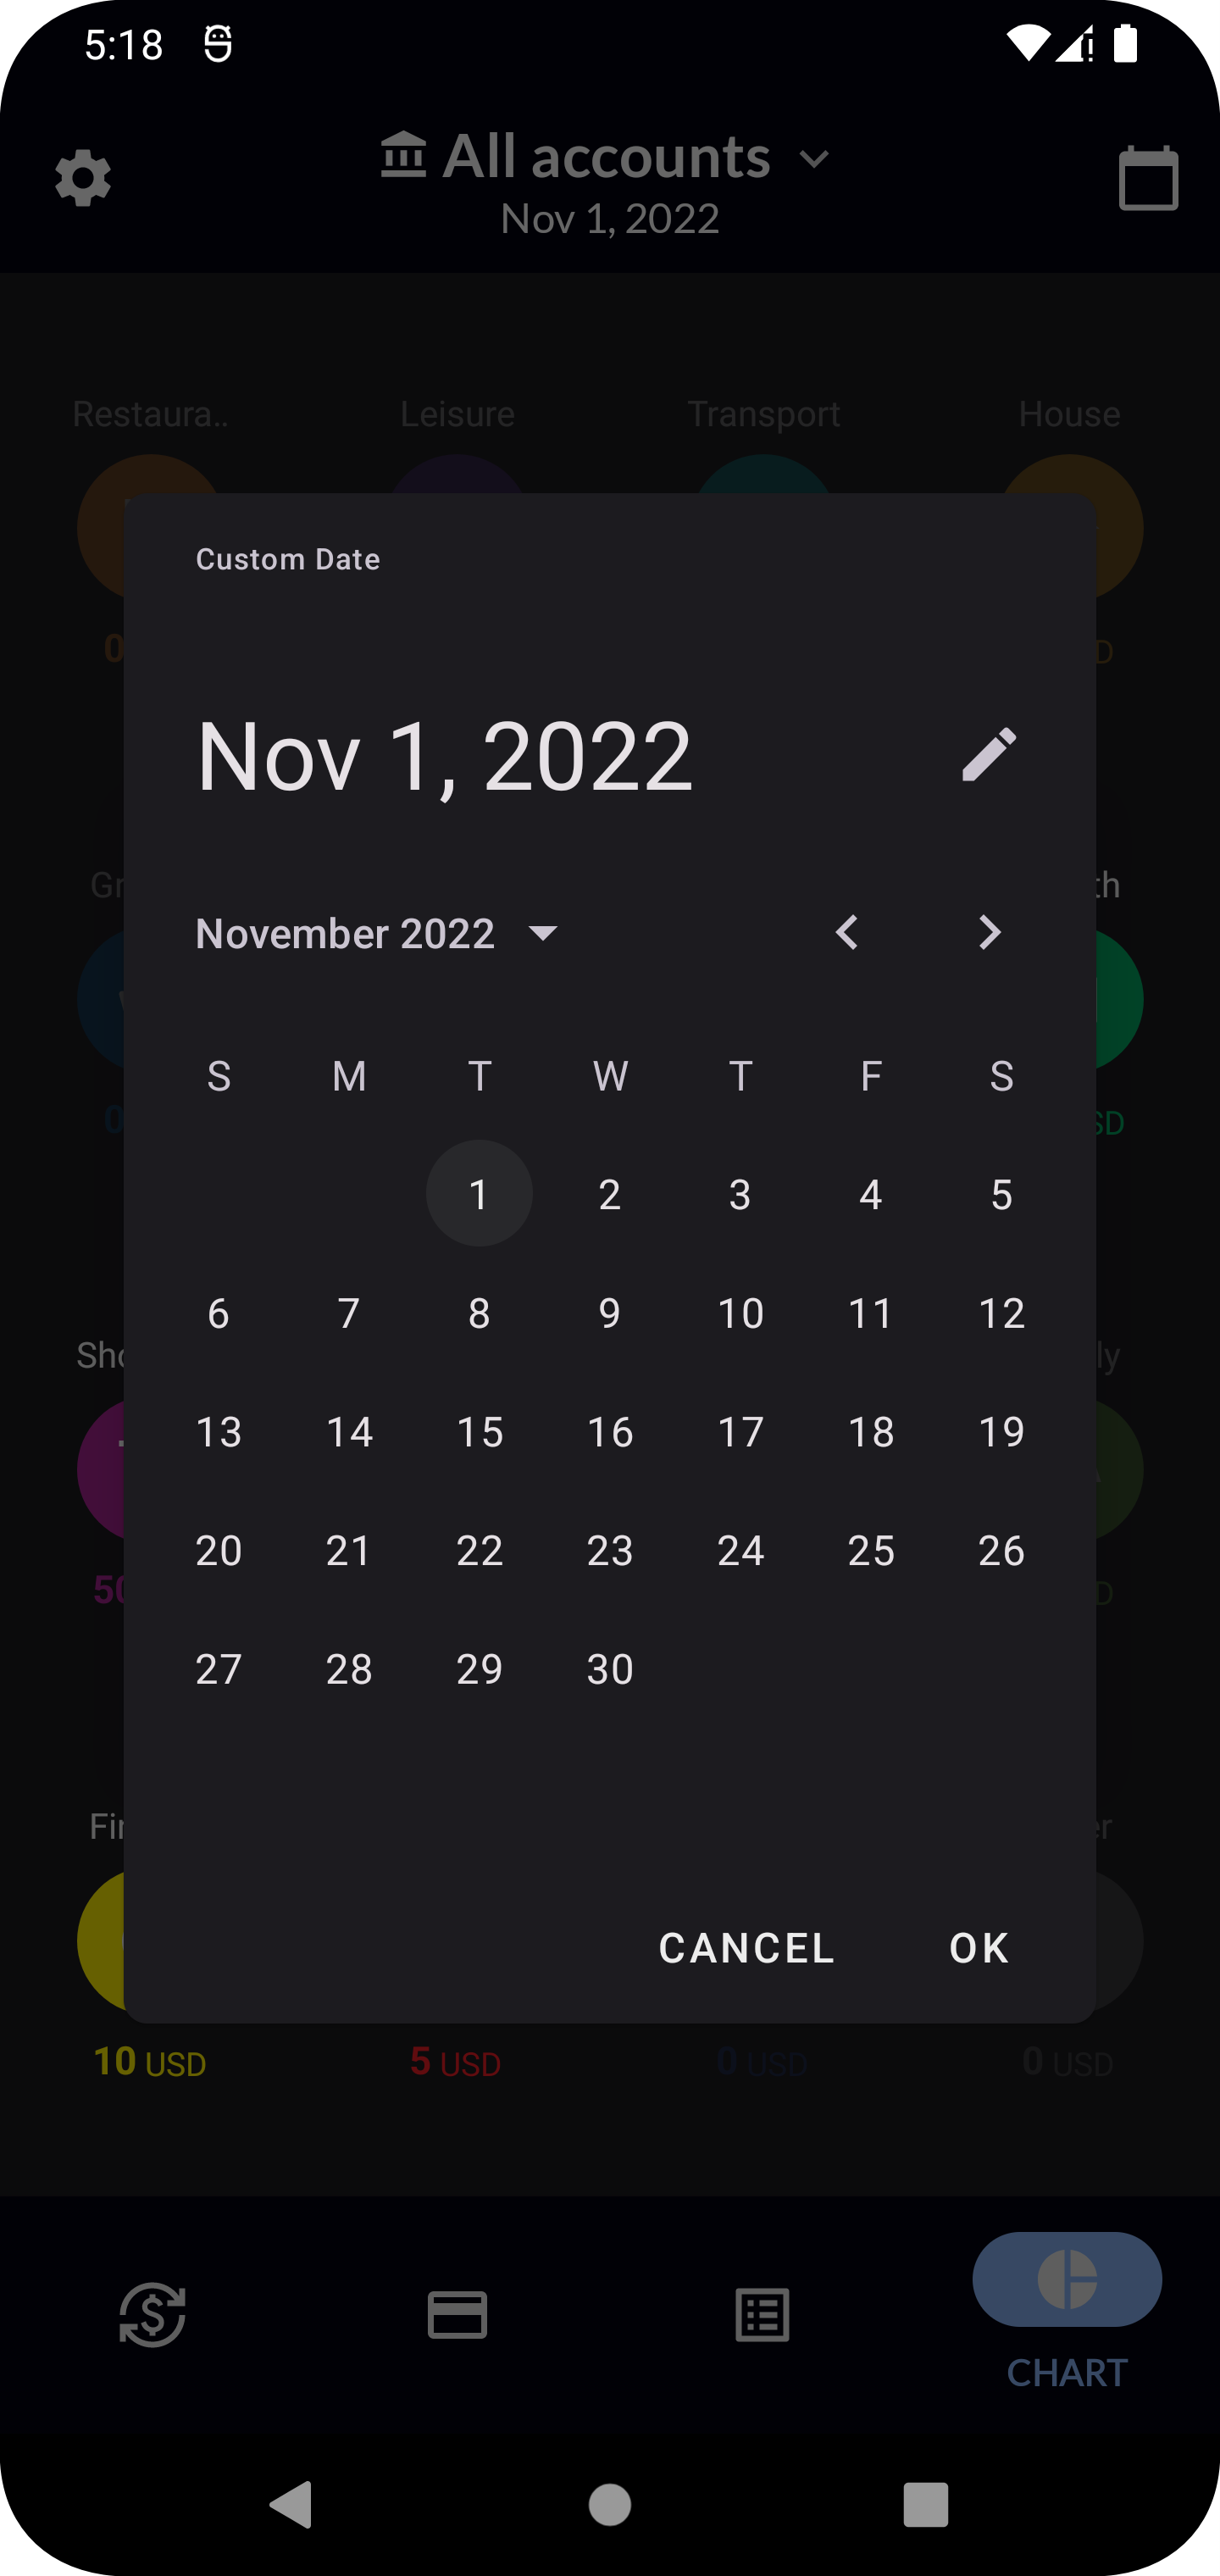 5:18
All accounts
Nov 1, 2022
Restaura..
Leisure
Transport
House
Custom Date
Nov 1, 2022
November 2022
S M T W T F S
1 2 3 4 5
6 7 8 9 10 11 12
13 14 15 16 17 18 19
20 21 22 23 24 25 26
27 28 29 30
CANCEL OK
10 USD
5 USD
0 USD
0 USD
CHART